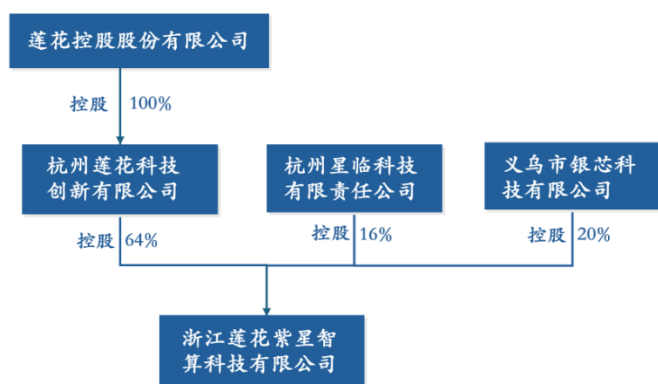 莲花控股股份有限公司
控股 100%
杭州莲花科技
创新有限公司
杭州星临科技
有限责任公司
义乌市银芯科
技有限公司
控股 64%
控股 16%
控股 20%
浙江莲花紫星智
算科技有限公司